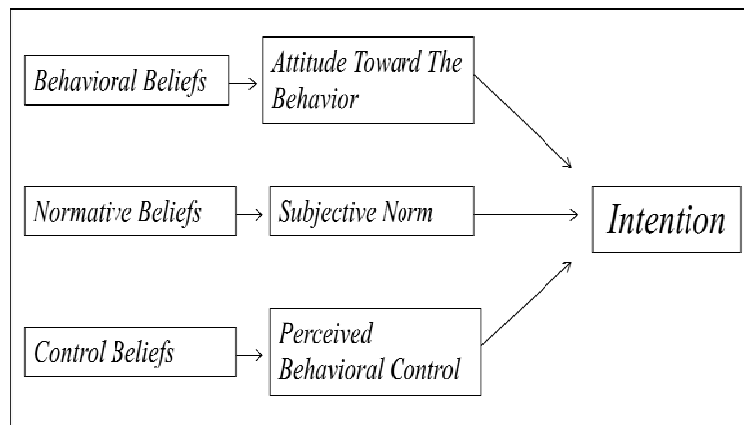 Behavioral Beliefs
Attitude Toward The
Behavior
Normative Beliefs
Subjective Norm
Intention
Control Beliefs
Perceived
Behavioral Control